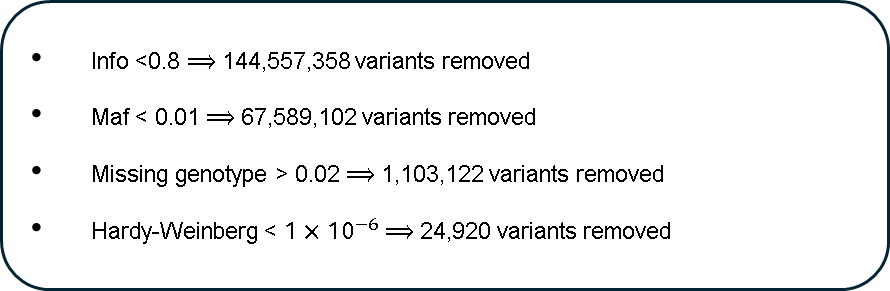 • Info <0.8 ⟹ 144,557,358 variants removed
• Maf < 0.01 ⟹ 67,589,102 variants removed
• Missing genotype > 0.02 ⟹ 1,103,122 variants removed
• Hardy-Weinberg < 1 × 10⁻⁶ ⟹ 24,920 variants removed